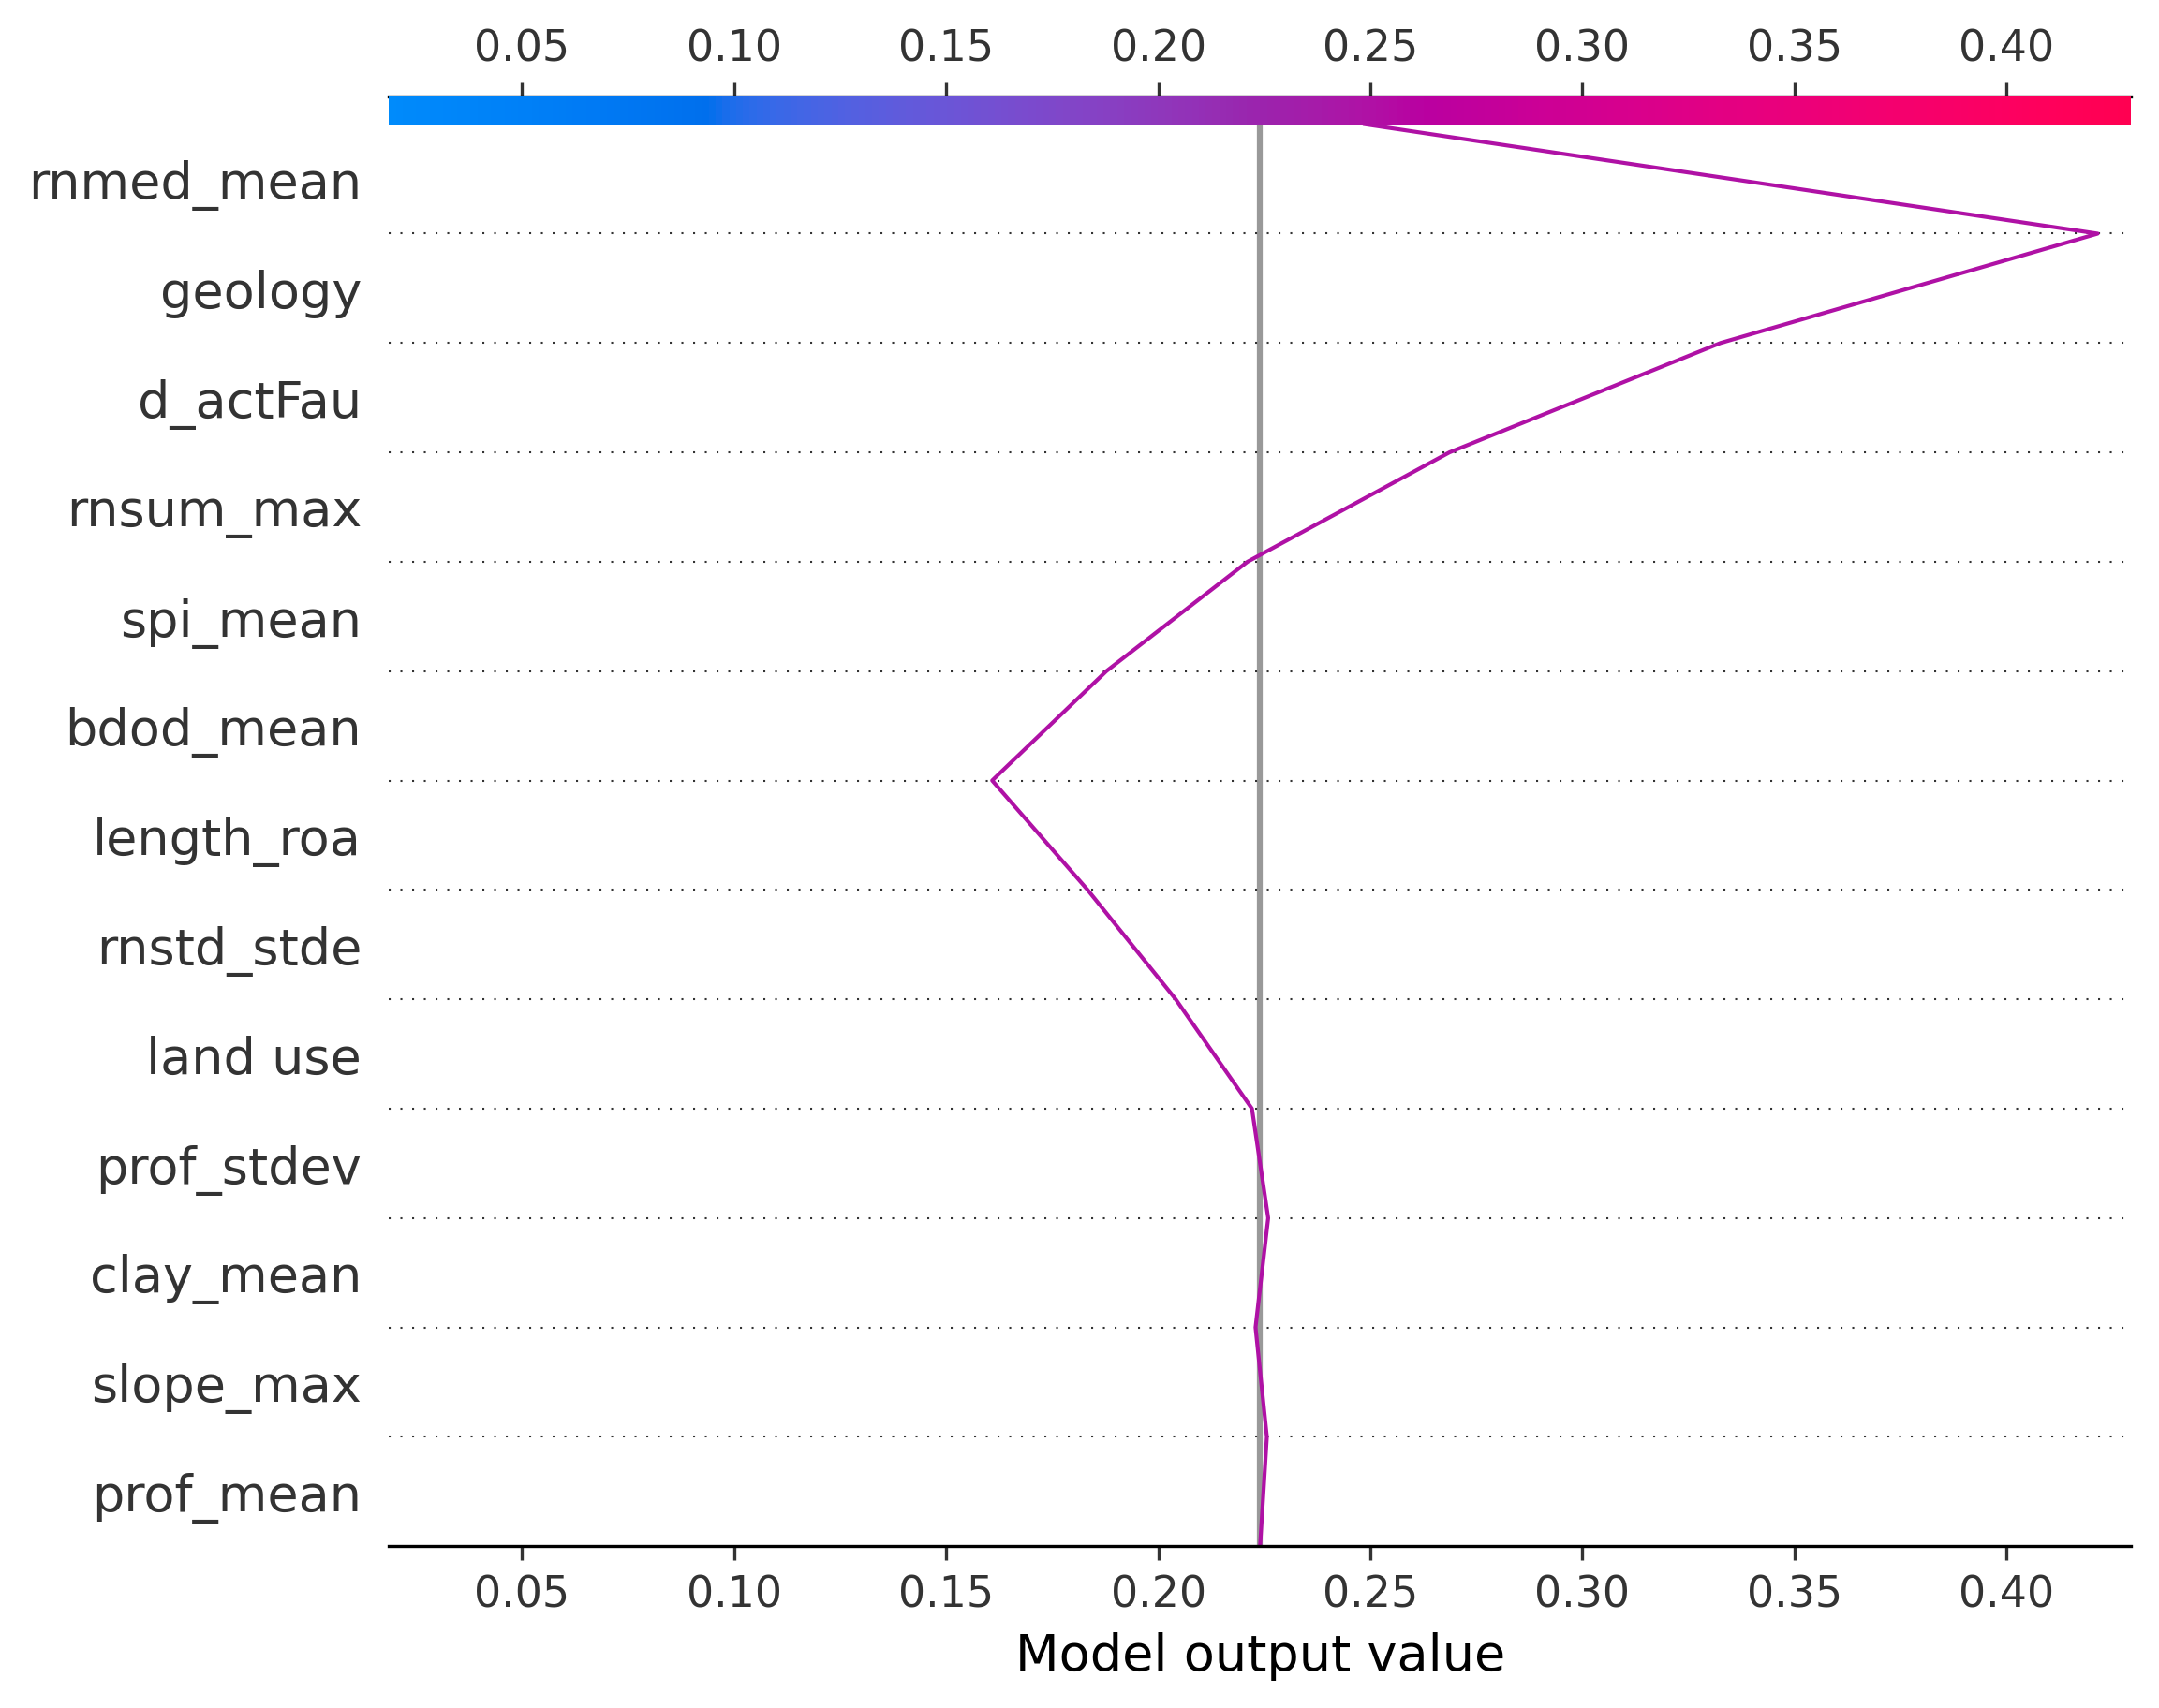 0.05 0.10 0.15 0.20 0.25 0.30 0.35 0.40
rnmed_mean
geology
d_actFau
rnsum_max
spi_mean
bdod_mean
length_roa
rnstd_stde
land use
prof_stdev
clay_mean
slope_max
prof_mean
0.05 0.10 0.15 0.20 0.25 0.30 0.35 0.40
Model output value